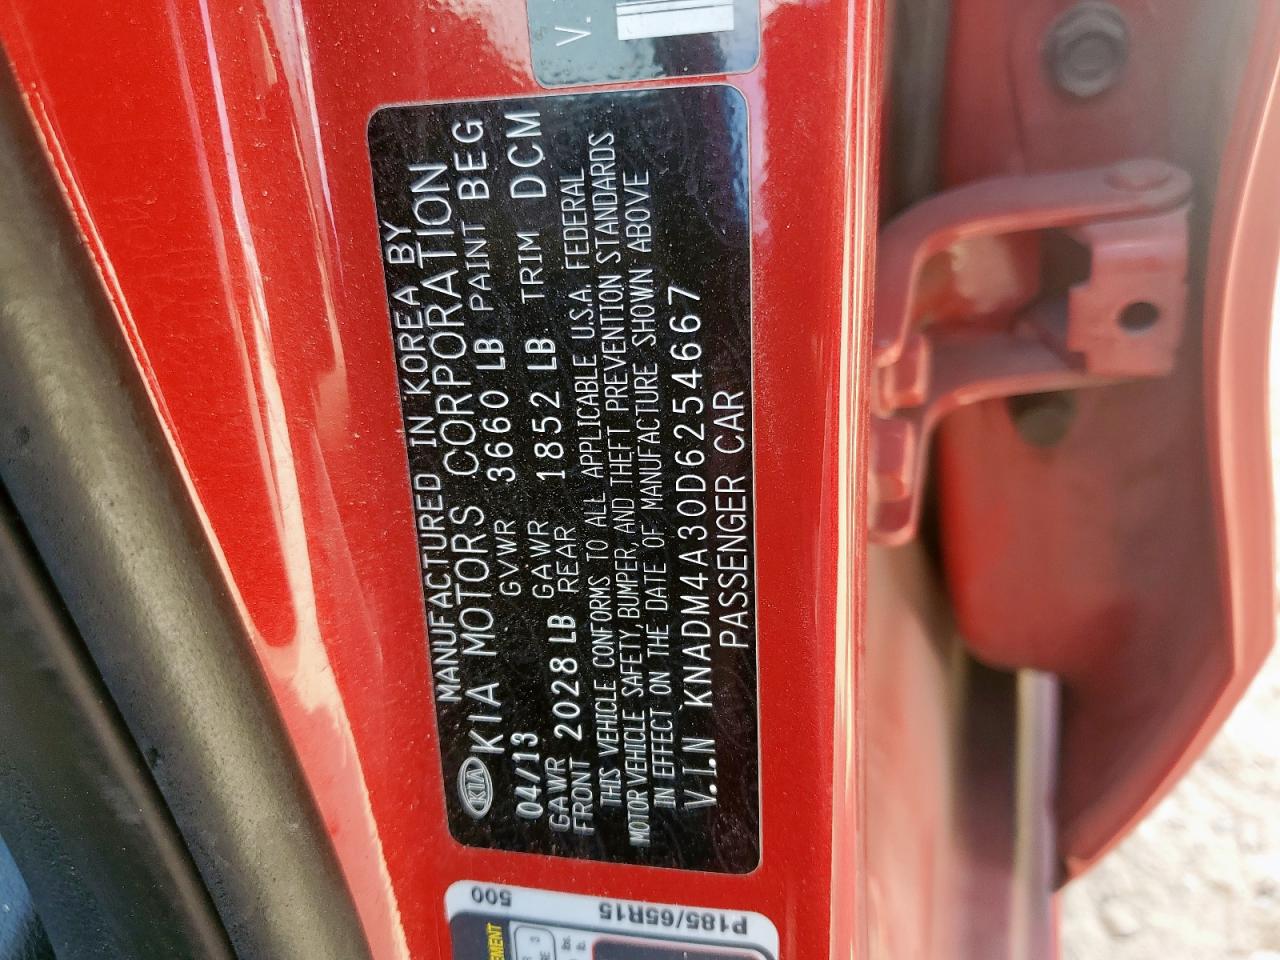 V.
MANUFACTURED IN KOREA BY
KIA KIA MOTORS CORPORATION
04/13 GVWR 3660 LB PAINT BEG
GAWR FRONT 2028 LB GAWR REAR 1852 LB TRIM DCM
THIS VEHICLE CONFORMS TO ALL APPLICABLE U.S.A. FEDERAL
MOTOR VEHICLE SAFETY, BUMPER, AND THEFT PREVENTION STANDARDS
IN EFFECT ON THE DATE OF MANUFACTURE SHOWN ABOVE
V.I.N KNADM4A30D6254667
PASSENGER CAR
P185/65R15
500